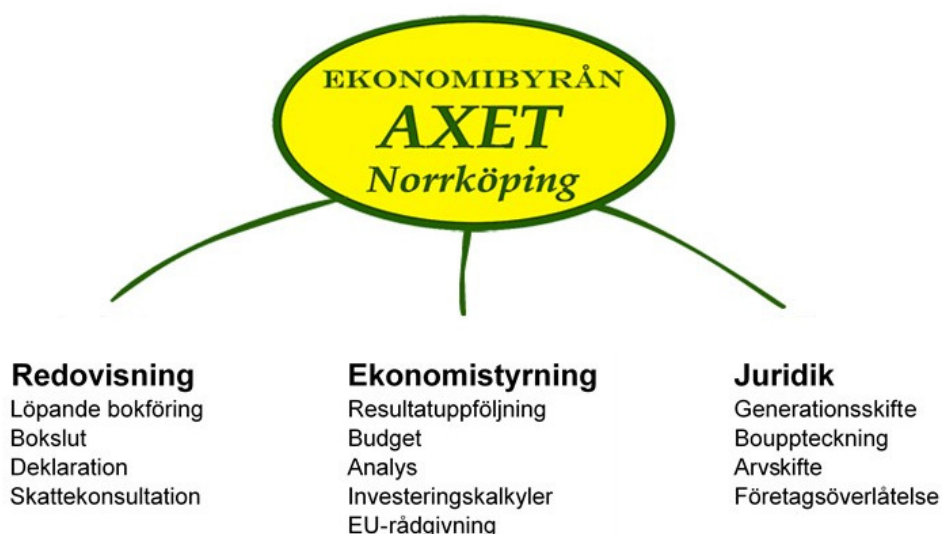 EKONOMIBYRÅN
AXET
Norrköping
Redovisning
Löpande bokföring
Bokslut
Deklaration
Skattekonsultation
Ekonomistyrning
Resultatuppföljning
Budget
Analys
Investeringskalkyler
EU-rådgivning
Juridik
Generationsskifte
Bouppteckning
Arvskifte
Företagsöverlåtelse